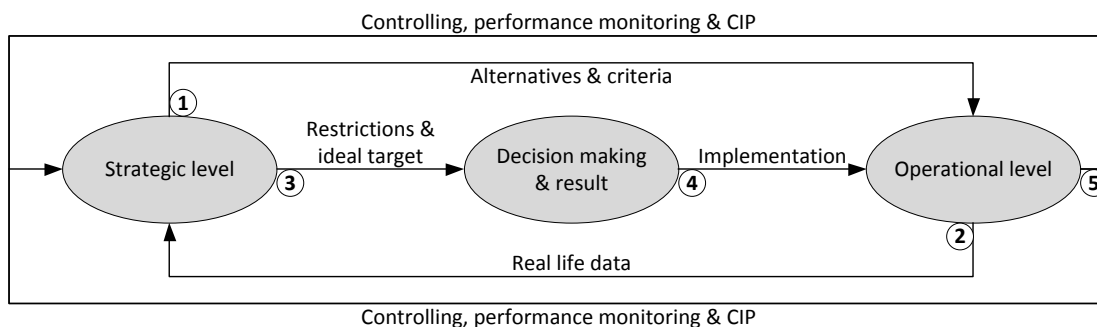 Controlling, performance monitoring & CIP
Alternatives & criteria
1
Restrictions &
ideal target
Strategic level
3
Decision making
& result
4
Implementation
Operational level
5
2
Real life data
Controlling, performance monitoring & CIP